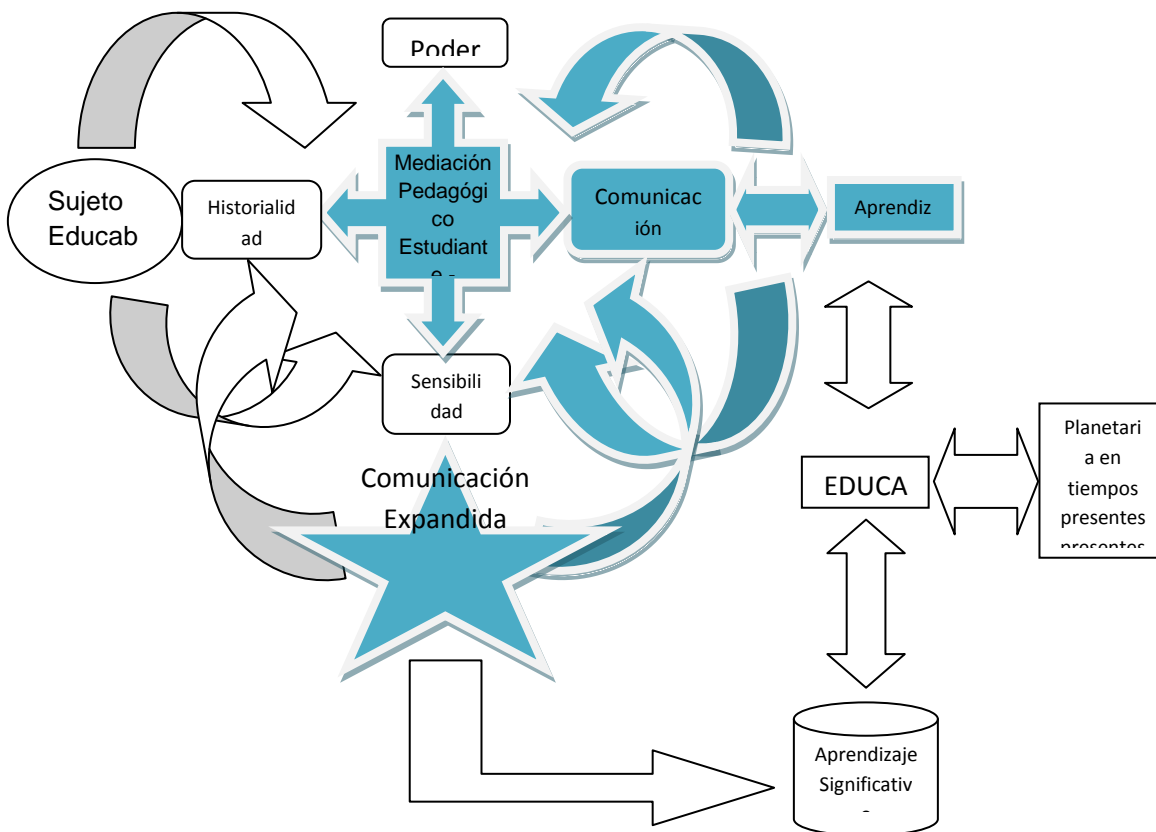 Poder
Mediación
Pedagógi
co
Estudiant
e -
Sujeto
Educab
Historialid
ad
Comunicac
ión
Aprendiz
Sensibili
dad
Comunicación
Expandida
EDUCA
Planetari
a en
tiempos
presentes
presentes
Aprendizaje
Significativ